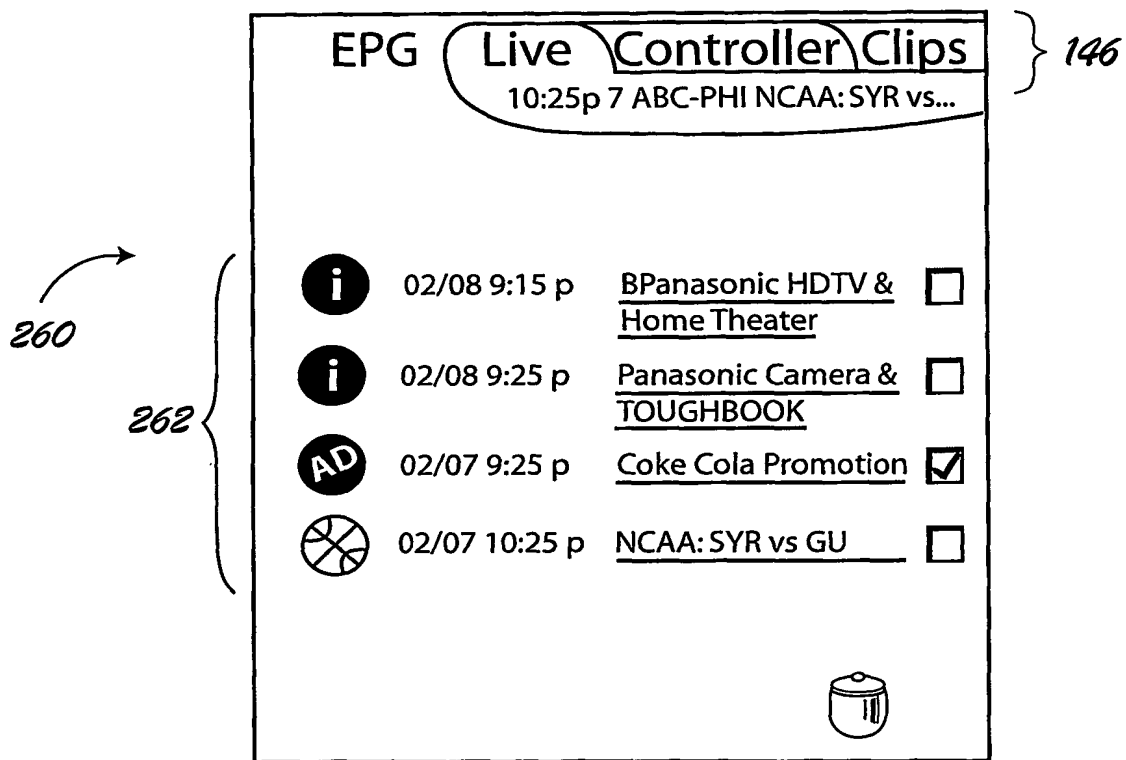 EPG Live Controller Clips
146
10:25p 7 ABC-PHI NCAA: SYR vs...
260
262
i 02/08 9:15 p BPanasonic HDTV &
Home Theater
i 02/08 9:25 p Panasonic Camera &
TOUGHBOOK
AD 02/07 9:25 p Coke Cola Promotion
02/07 10:25 p NCAA: SYR vs GU